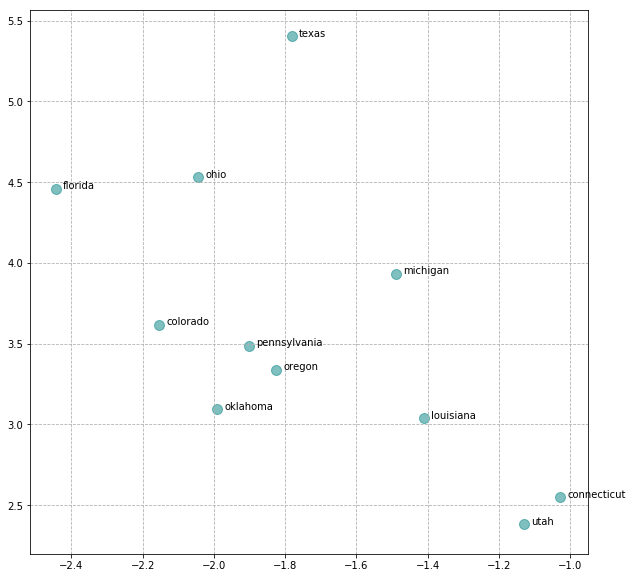 5.5
texas
5.0
4.5
ohio
florida
4.0
michigan
colorado
3.5
pennsylvania
oregon
3.0
oklahoma
louisiana
2.5
connecticut
utah
−2.4
−2.2
−2.0
−1.8
−1.6
−1.4
−1.2
−1.0